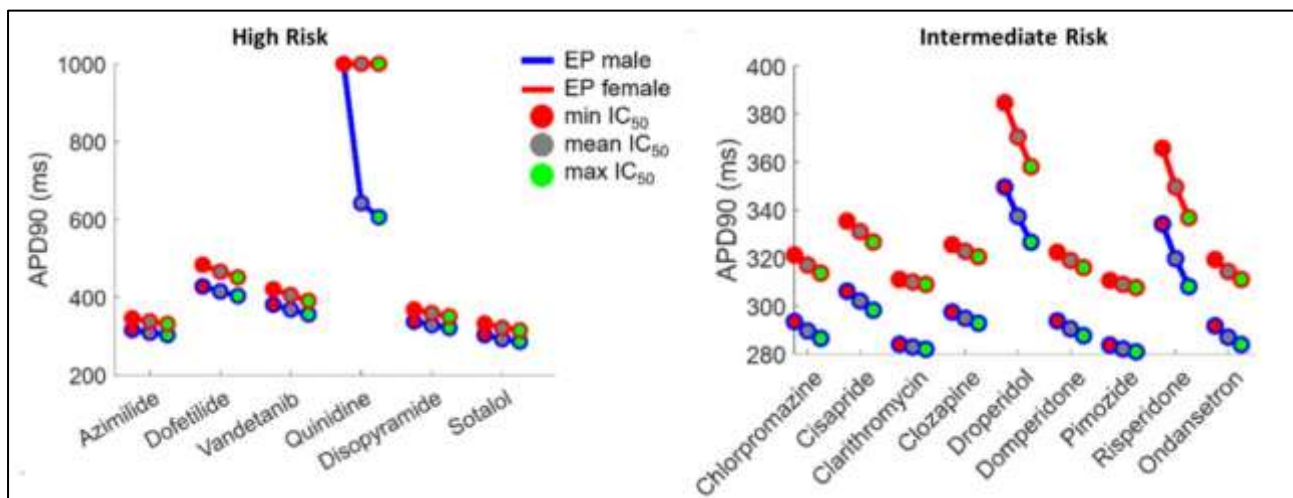 High Risk
1000
800
600
400
200
APD90 (ms)
EP male
EP female
min IC50
mean IC50
max IC50
Azimilide
Dofetilide
Vandetanib
Quinidine
Disopyramide
Sotalol
Intermediate Risk
400
380
360
340
320
300
280
APD90 (ms)
Chlorpromazine
Cisapride
Clarithromycin
Clozapine
Droperidol
Domperidone
Pimozide
Risperidone
Ondansetron